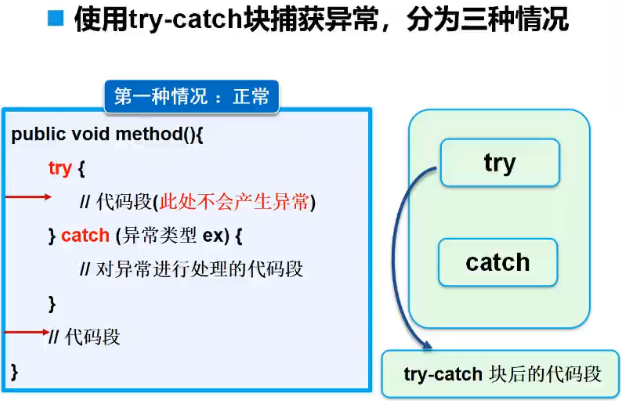 使用try-catch块捕获异常，分为三种情况
第一种情况 ：正常
public void method(){
try {
// 代码段(此处不会产生异常)
} catch (异常类型 ex) {
// 对异常进行处理的代码段
}
// 代码段
}
try
catch
try-catch 块后的代码段